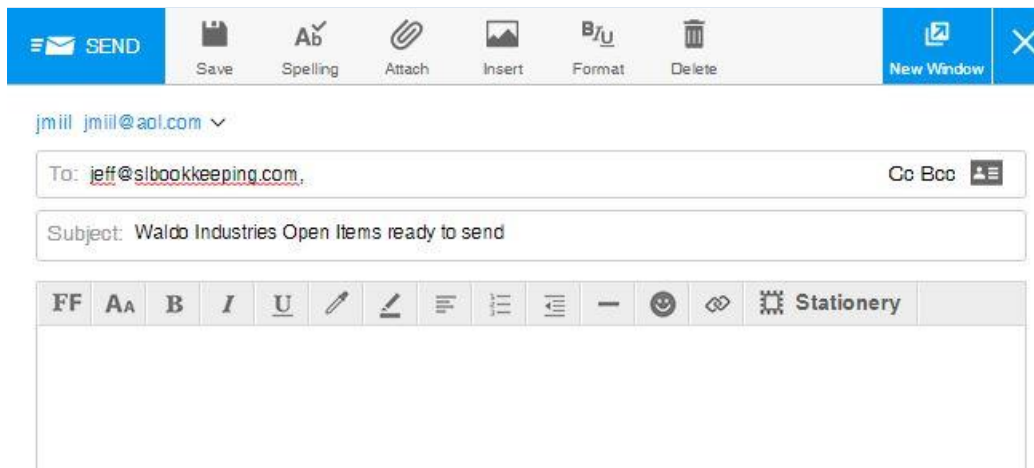 SEND
Save Spelling Attach Insert Format Delete New Window
jmiil jmiil@aol.com
To: jeff@slbookkeeping.com, Cc Bcc
Subject: Waldo Industries Open Items ready to send
FF AA B I U Stationery